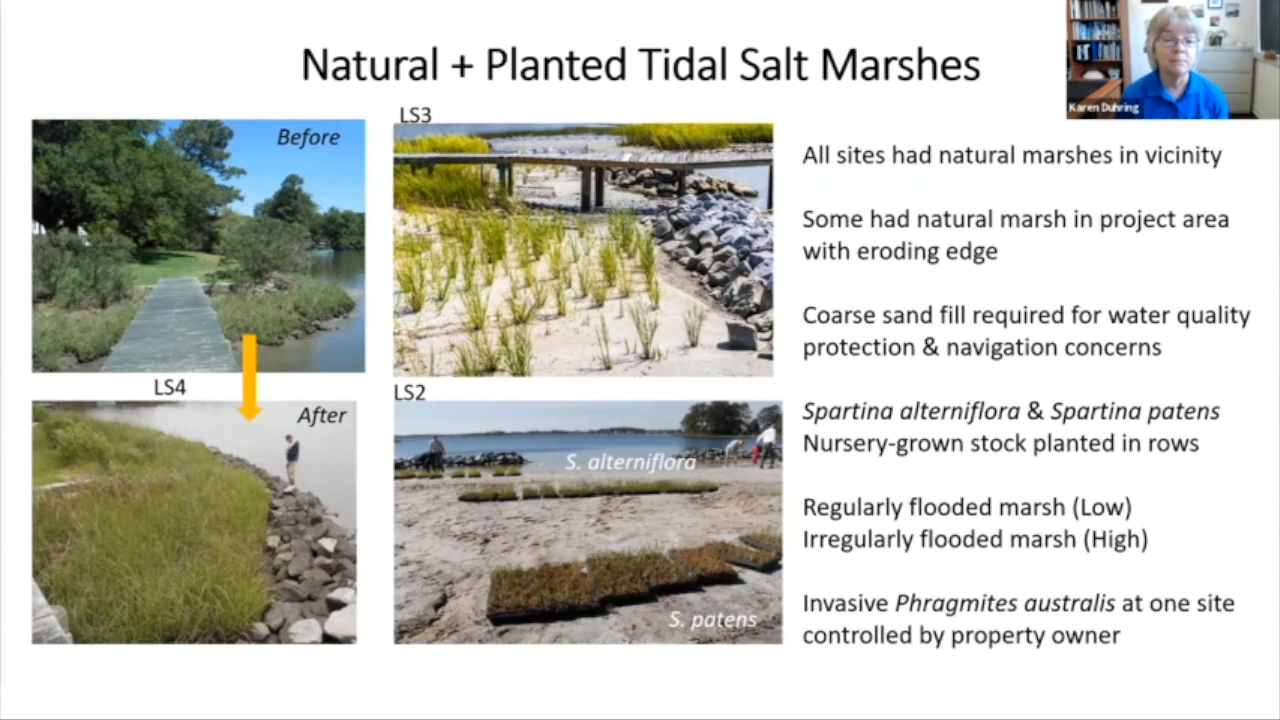 Natural + Planted Tidal Salt Marshes
Karen Duhring
Before
LS4
After
LS3
LS2
S. alterniflora
S. patens
All sites had natural marshes in vicinity
Some had natural marsh in project area
with eroding edge
Coarse sand fill required for water quality
protection & navigation concerns
Spartina alterniflora & Spartina patens
Nursery-grown stock planted in rows
Regularly flooded marsh (Low)
Irregularly flooded marsh (High)
Invasive Phragmites australis at one site
controlled by property owner